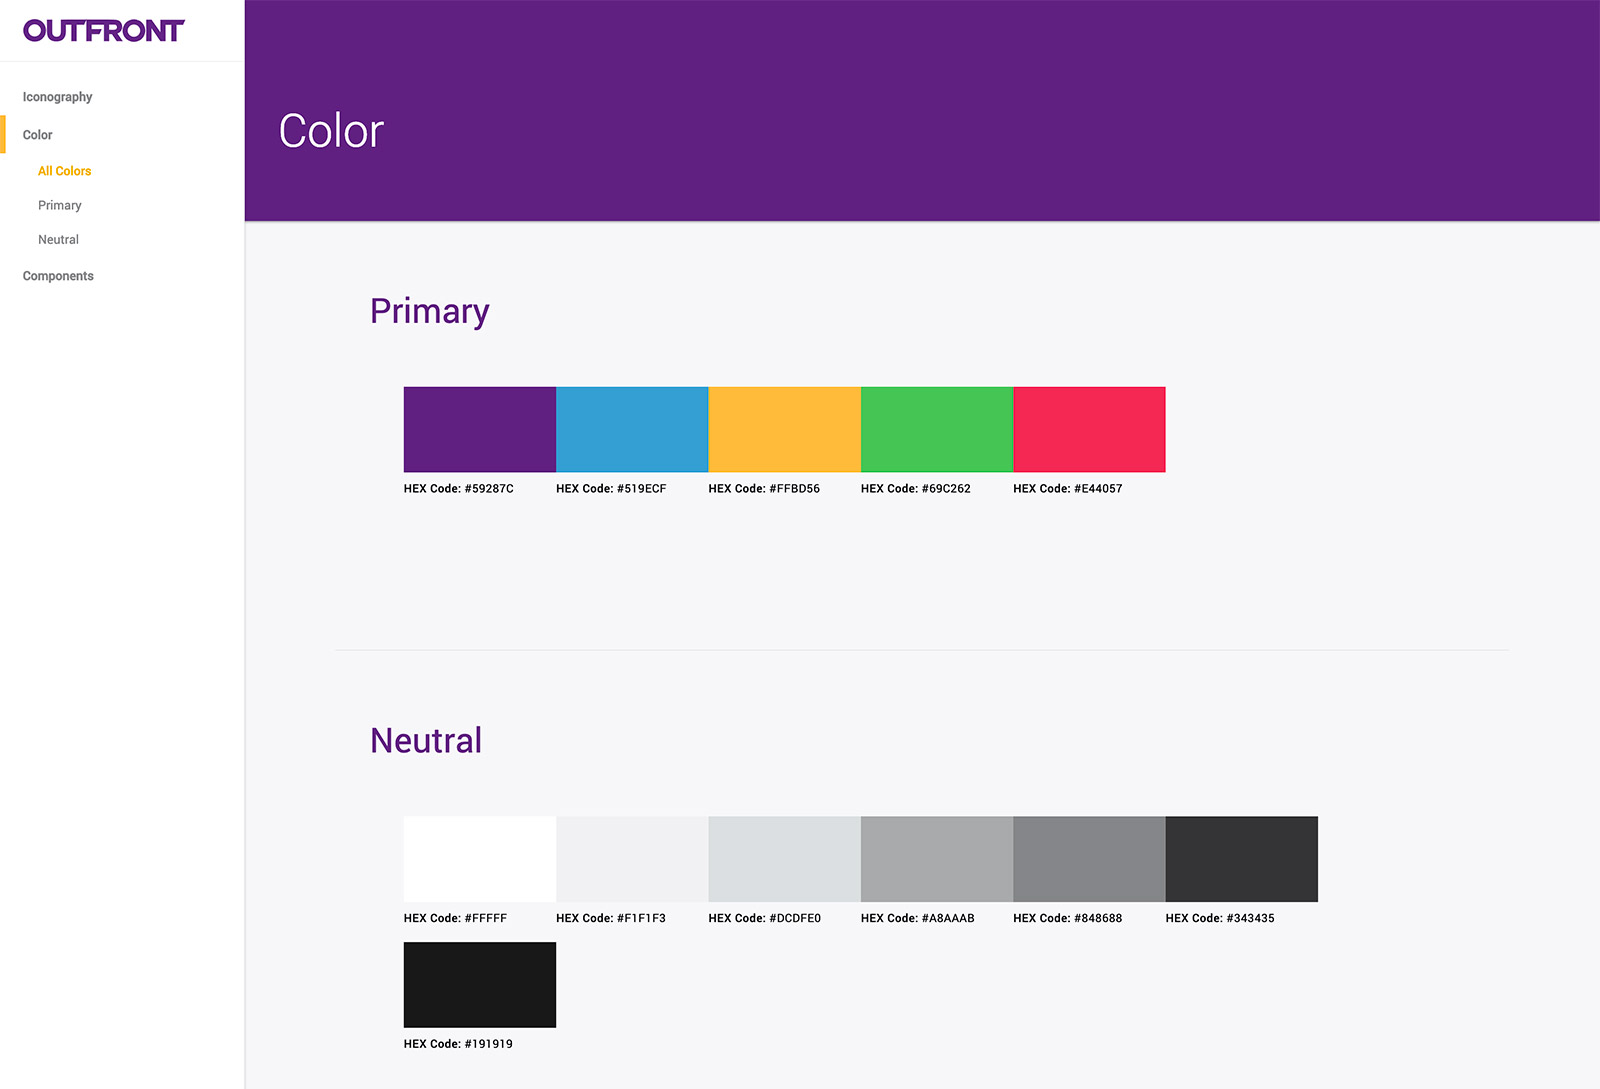 OUTFRONT
Iconography
Color
All Colors
Primary
Neutral
Components
Color
Primary
HEX Code: #59287C HEX Code: #519ECF HEX Code: #FFBD56 HEX Code: #69C262 HEX Code: #E44057
Neutral
HEX Code: #FFFFF HEX Code: #F1F1F3 HEX Code: #DCDFE0 HEX Code: #A8AAAB HEX Code: #848688 HEX Code: #343435
HEX Code: #191919